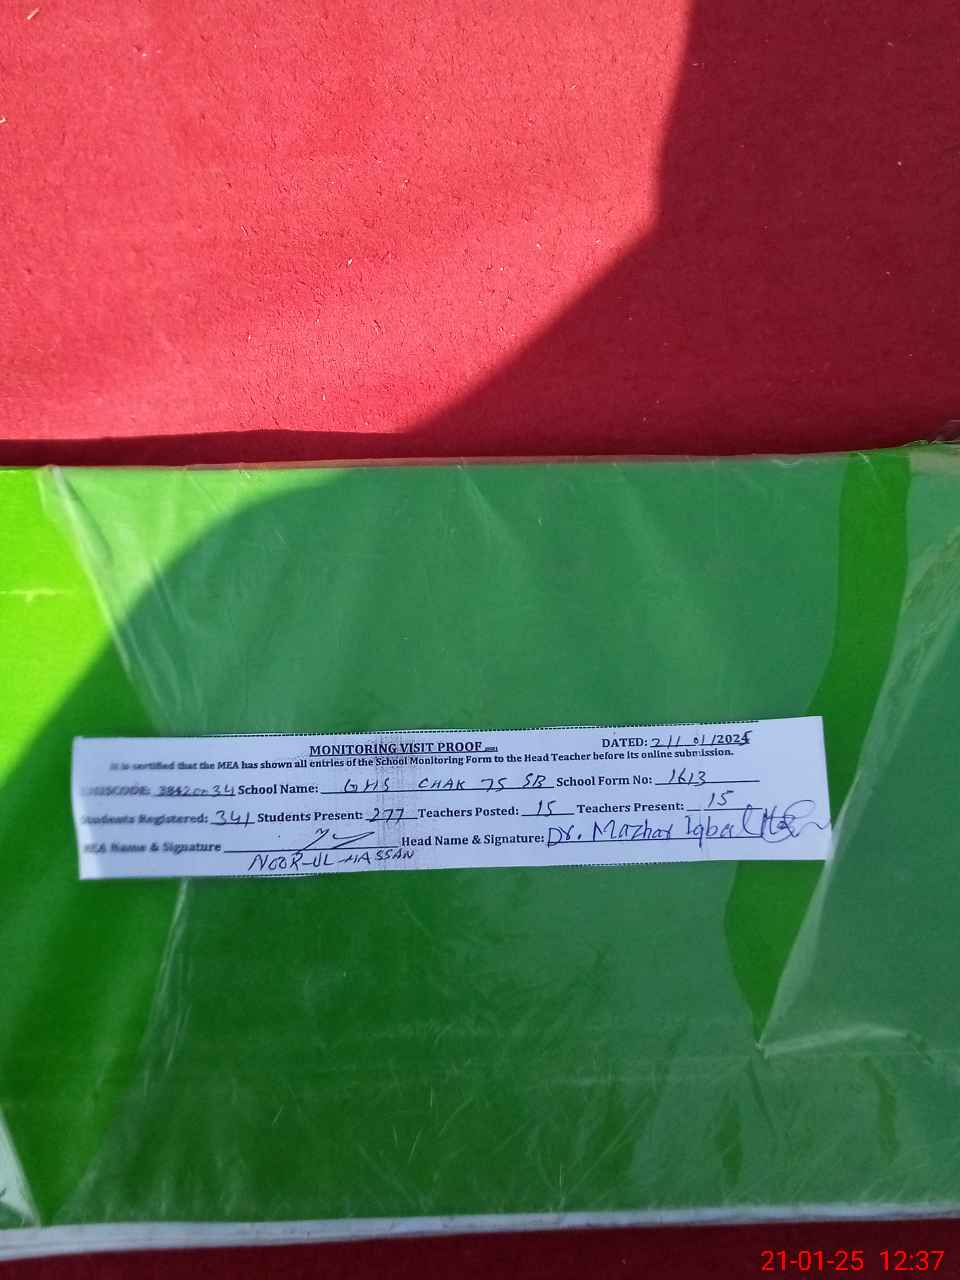 MONITORING VISIT PROOF
DATED: 21/01/2025
It is certified that the MEA has shown all entries of the School Monitoring Form to the Head Teacher before its online submission.
EMISCODE: 38420034 School Name: GHS CHAK 75 SB School Form No: 1613
Students Registered: 341 Students Present: 277 Teachers Posted: 15 Teachers Present: 15
MEA Name & Signature Head Name & Signature: Dr. Mazhar Iqbal
NOOR-UL-HASSAN
21-01-25 12:37